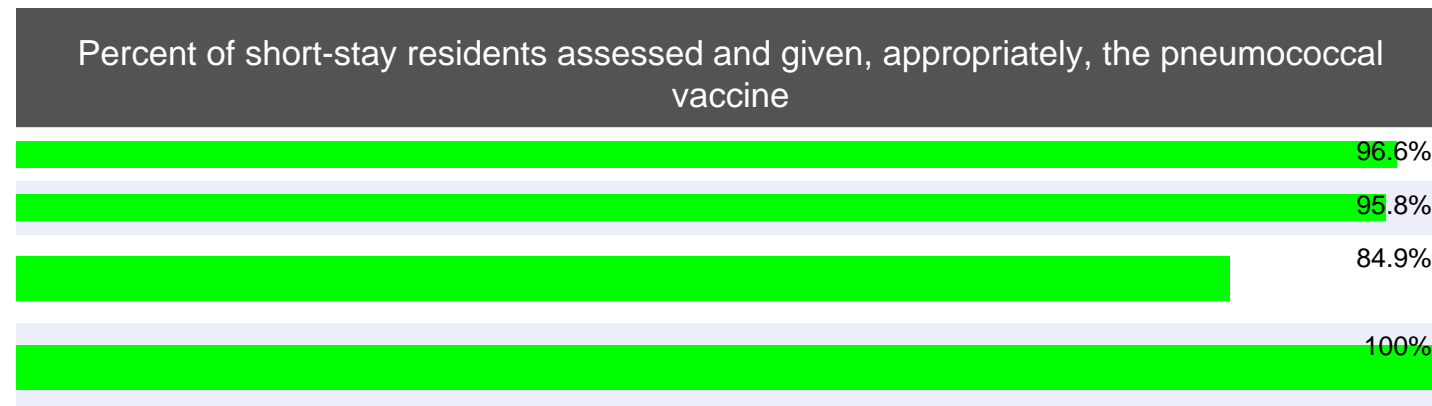 Percent of short-stay residents assessed and given, appropriately, the pneumococcal
vaccine
96.6%
95.8%
84.9%
100%